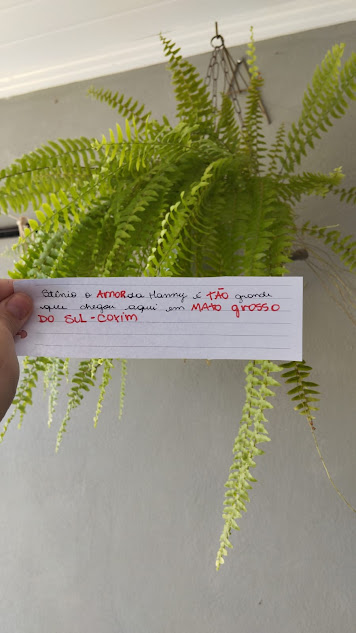 Stênio o AMOR da Hanny é TÃO grande
que chegou aqui em MATO grosso
DO SUL - COXIM